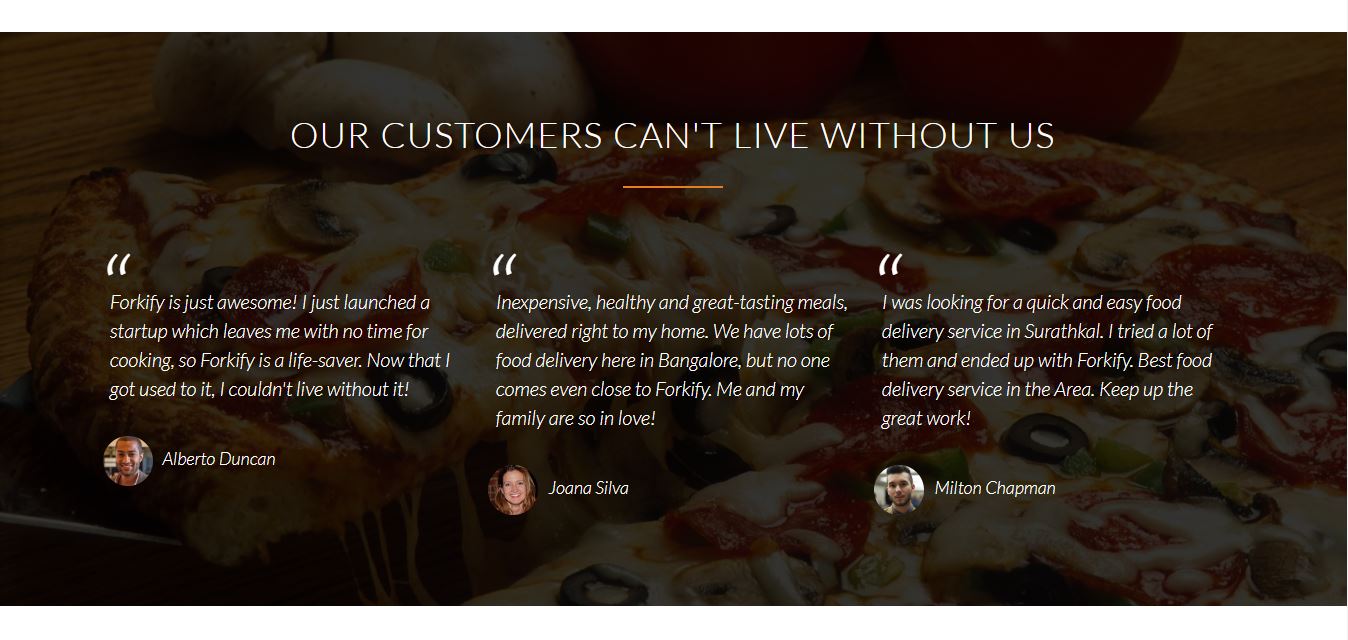 OUR CUSTOMERS CAN'T LIVE WITHOUT US
“
Forkify is just awesome! I just launched a
startup which leaves me with no time for
cooking, so Forkify is a life-saver. Now that I
got used to it, I couldn't live without it!
Alberto Duncan
“
Inexpensive, healthy and great-tasting meals,
delivered right to my home. We have lots of
food delivery here in Bangalore, but no one
comes even close to Forkify. Me and my
family are so in love!
Joana Silva
“
I was looking for a quick and easy food
delivery service in Surathkal. I tried a lot of
them and ended up with Forkify. Best food
delivery service in the Area. Keep up the
great work!
Milton Chapman